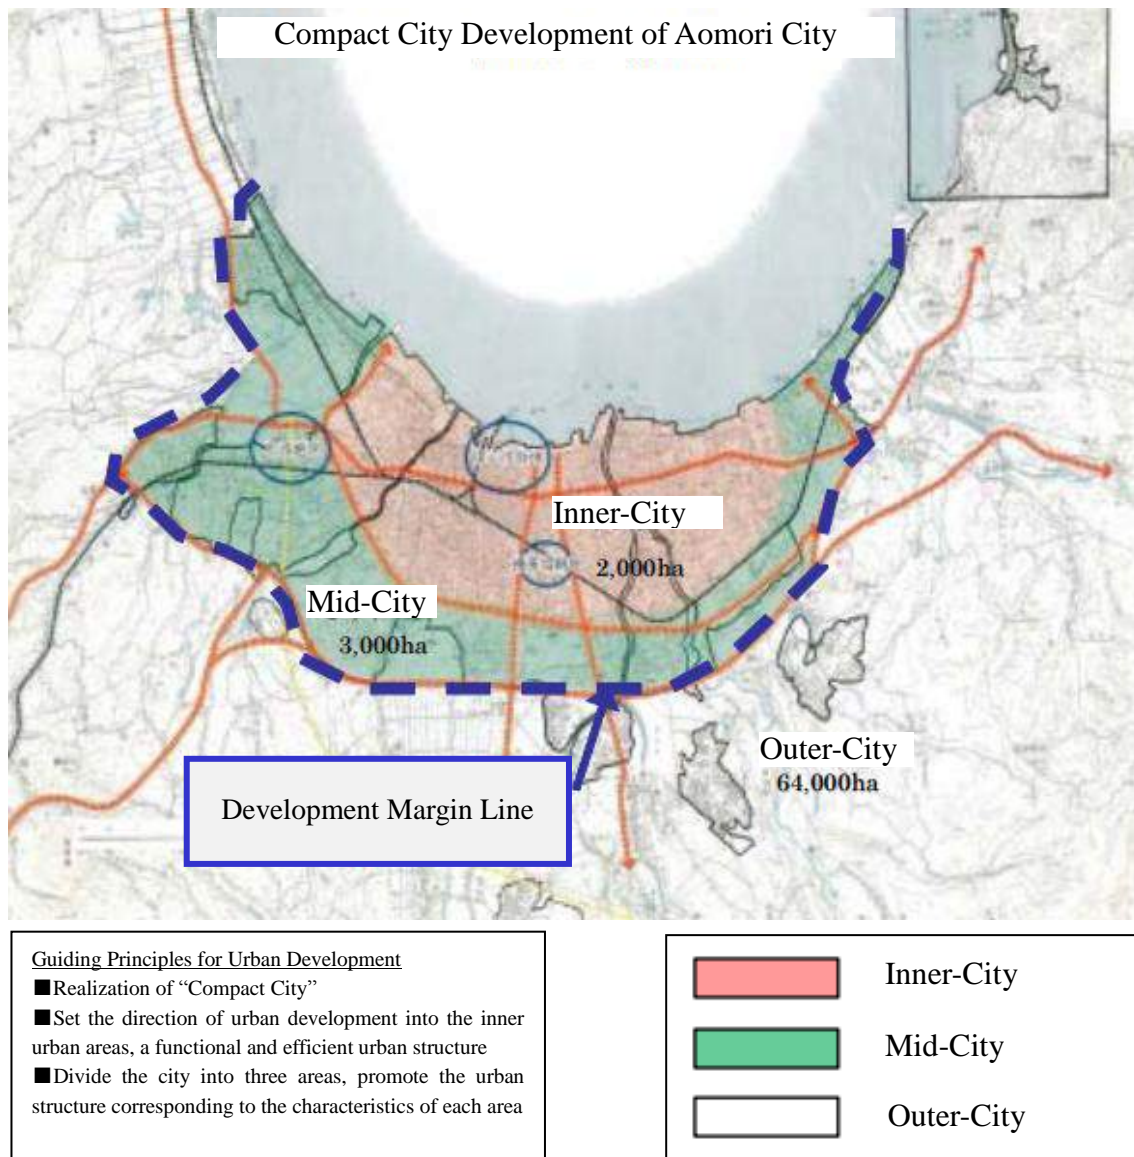 Compact City Development of Aomori City
Inner-City
2,000ha
Mid-City
3,000ha
Outer-City
64,000ha
Development Margin Line
Guiding Principles for Urban Development
■Realization of “Compact City”
■Set the direction of urban development into the inner
urban areas, a functional and efficient urban structure
■Divide the city into three areas, promote the urban
structure corresponding to the characteristics of each area
Inner-City
Mid-City
Outer-City